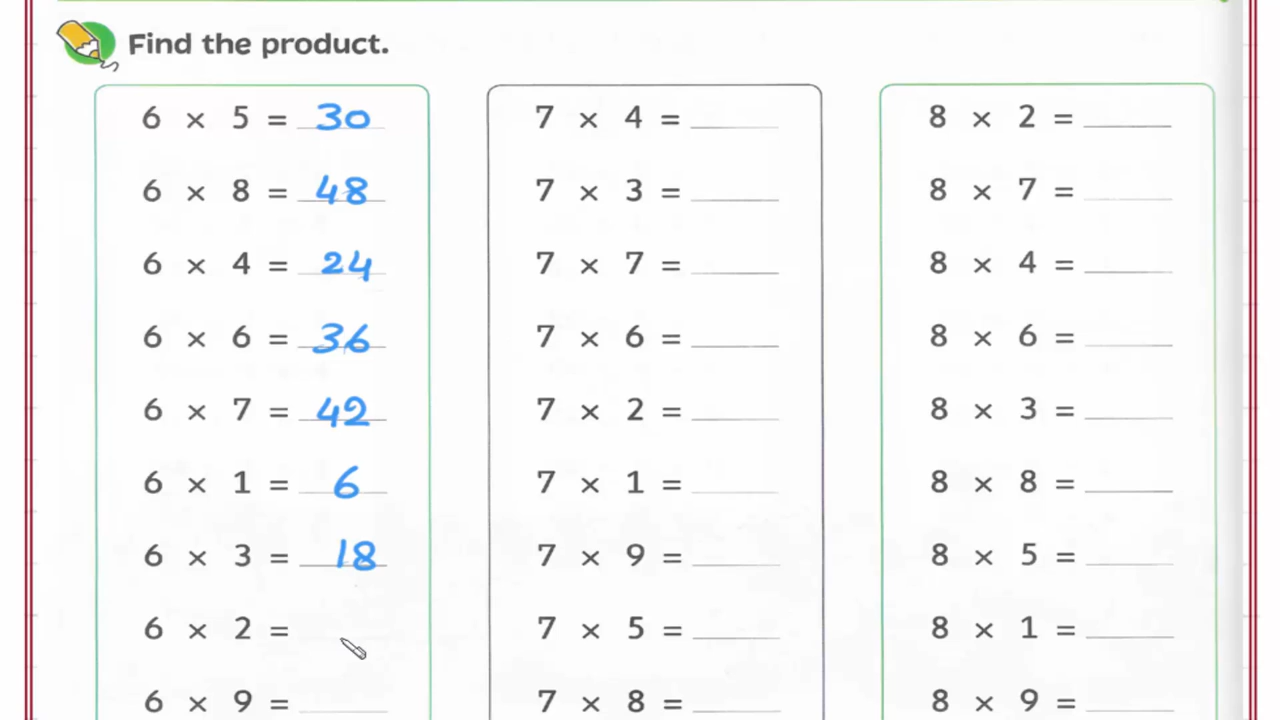 Find the product.
6 × 5 = 30
6 × 8 = 48
6 × 4 = 24
6 × 6 = 36
6 × 7 = 42
6 × 1 = 6
6 × 3 = 18
6 × 2 =
6 × 9 =
7 × 4 =
7 × 3 =
7 × 7 =
7 × 6 =
7 × 2 =
7 × 1 =
7 × 9 =
7 × 5 =
7 × 8 =
8 × 2 =
8 × 7 =
8 × 4 =
8 × 6 =
8 × 3 =
8 × 8 =
8 × 5 =
8 × 1 =
8 × 9 =